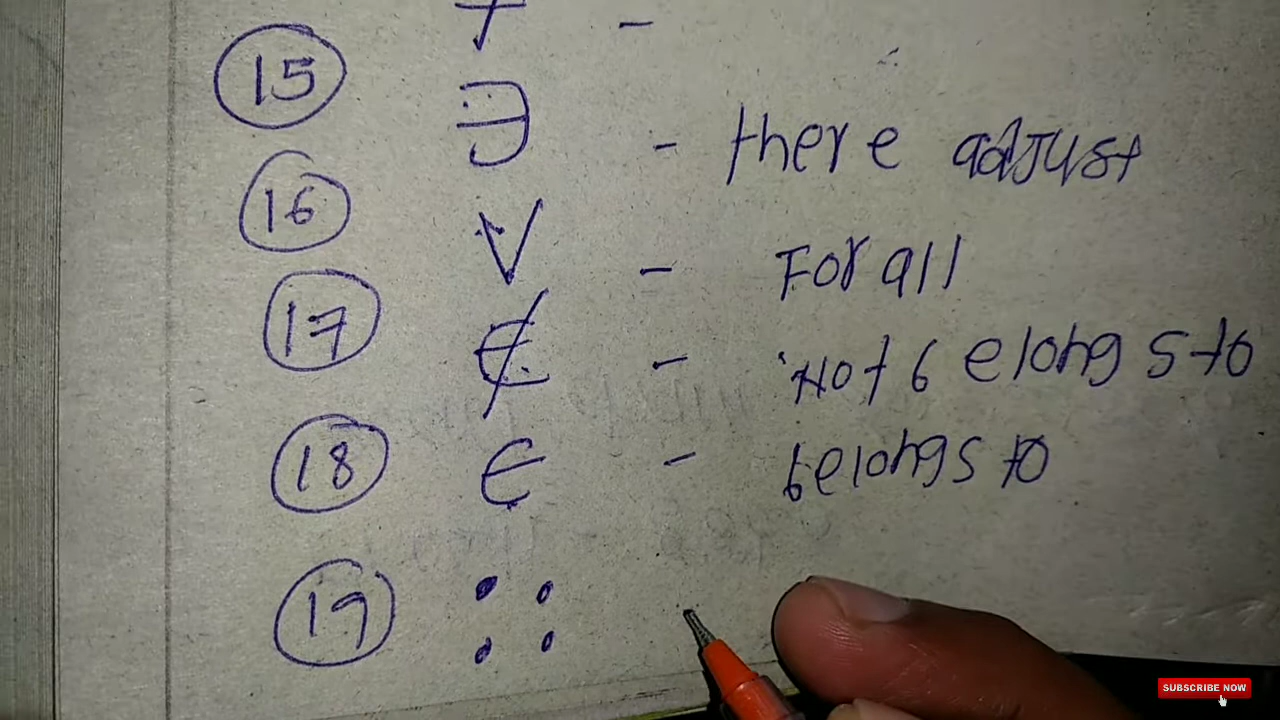 -
15 ∃ - there adjust
16 V - For all
17 ∉ - Not belongs to
18 ∈ - belongs to
19 ∷
SUBSCRIBE NOW